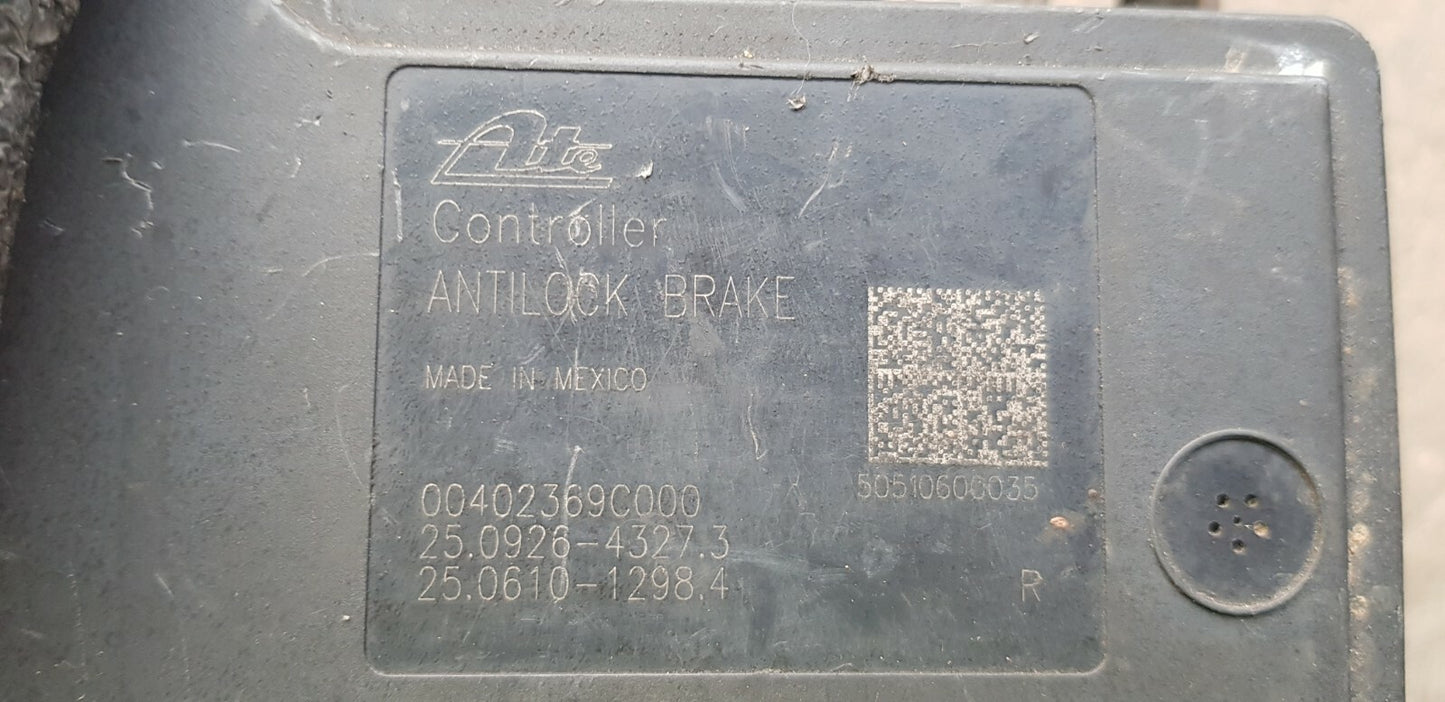 Ate
Controller
ANTILOCK BRAKE
MADE IN MEXICO
00402369C000
25.0926-4327.3
25.0610-1298.4
50510600035
R